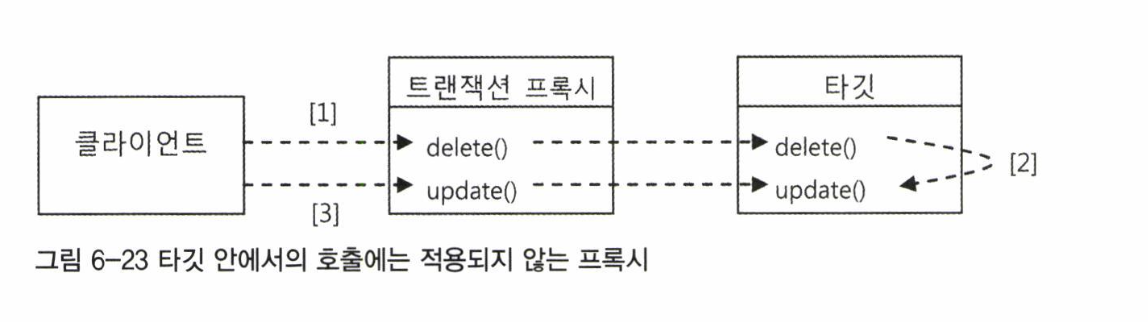 트랜잭션 프록시
타깃
클라이언트
[1]
delete()
delete()
[2]
update()
update()
[3]
그림 6-23 타깃 안에서의 호출에는 적용되지 않는 프록시